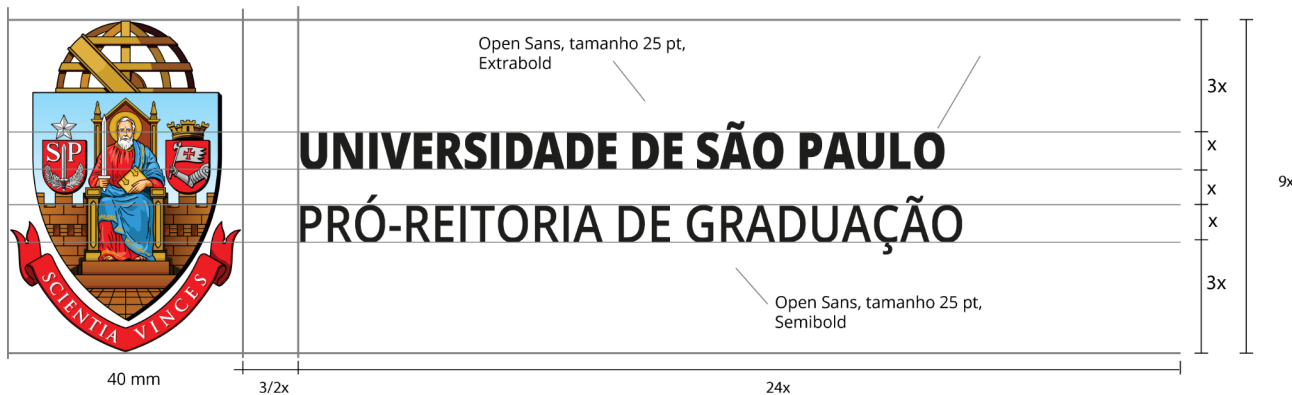 Open Sans, tamanho 25 pt,
Extrabold
3x
UNIVERSIDADE DE SÃO PAULO
x
SP
x
9x
PRÓ-REITORIA DE GRADUAÇÃO
x
3x
SCIENTIA VINCES
Open Sans, tamanho 25 pt,
Semibold
40 mm
3/2x
24x